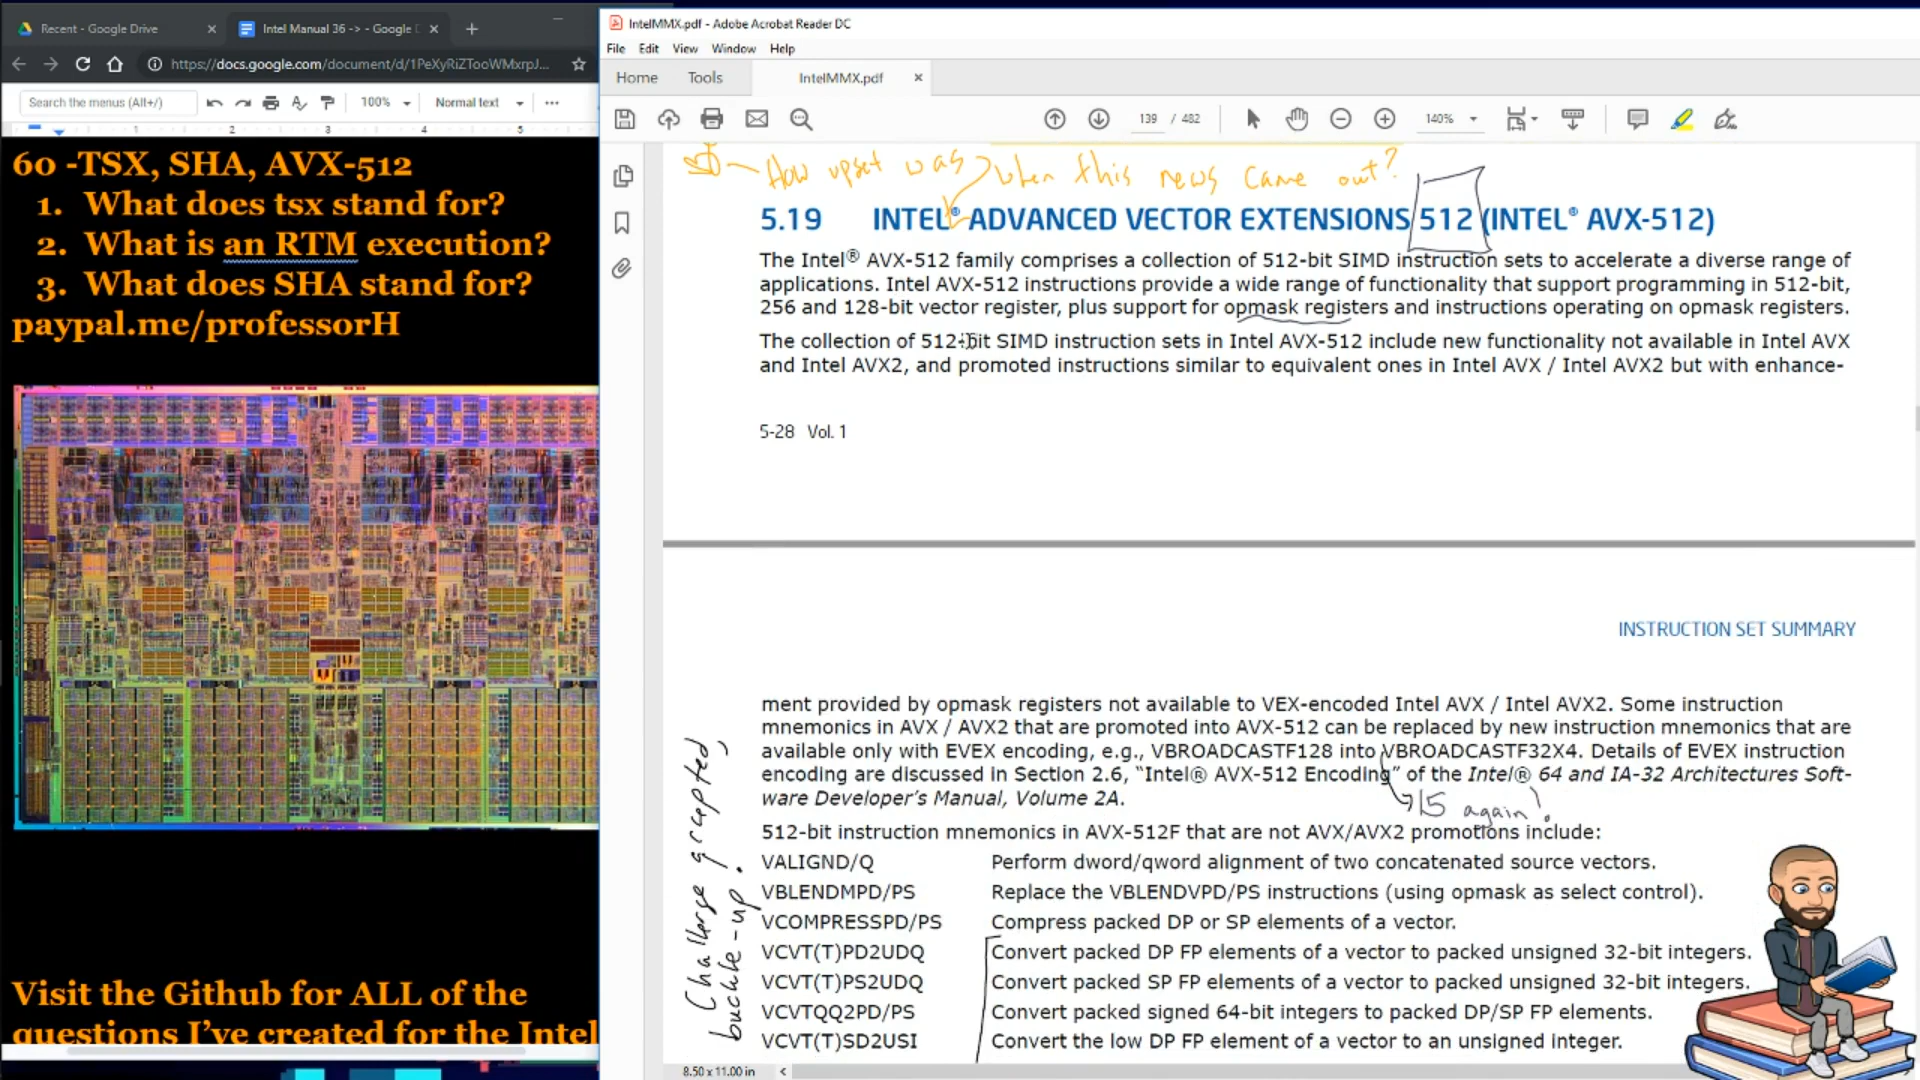 Recent - Google Drive
Intel Manual 36 -> - Google D
https://docs.google.com/document/d/1PeXyRiZTooWMxrpJ...
Search the menus (Alt+/)
100%
Normal text
1 2 3 4 5
60 -TSX, SHA, AVX-512
1. What does tsx stand for?
2. What is an RTM execution?
3. What does SHA stand for?
paypal.me/professorH
Visit the Github for ALL of the
questions I've created for the Intel
IntelMMX.pdf - Adobe Acrobat Reader DC
File Edit View Window Help
Home Tools IntelMMX.pdf
139 / 482
140%
How upset was when this news came out?
5.19 INTEL® ADVANCED VECTOR EXTENSIONS 512 (INTEL® AVX-512)
The Intel® AVX-512 family comprises a collection of 512-bit SIMD instruction sets to accelerate a diverse range of
applications. Intel AVX-512 instructions provide a wide range of functionality that support programming in 512-bit,
256 and 128-bit vector register, plus support for opmask registers and instructions operating on opmask registers.
The collection of 512-bit SIMD instruction sets in Intel AVX-512 include new functionality not available in Intel AVX
and Intel AVX2, and promoted instructions similar to equivalent ones in Intel AVX / Intel AVX2 but with enhance-
5-28 Vol. 1
INSTRUCTION SET SUMMARY
ment provided by opmask registers not available to VEX-encoded Intel AVX / Intel AVX2. Some instruction
mnemonics in AVX / AVX2 that are promoted into AVX-512 can be replaced by new instruction mnemonics that are
available only with EVEX encoding, e.g., VBROADCASTF128 into VBROADCASTF32X4. Details of EVEX instruction
encoding are discussed in Section 2.6, "Intel® AVX-512 Encoding" of the Intel® 64 and IA-32 Architectures Soft-
ware Developer's Manual, Volume 2A.
15 again!
512-bit instruction mnemonics in AVX-512F that are not AVX/AVX2 promotions include:
VALIGND/Q Perform dword/qword alignment of two concatenated source vectors.
VBLENDMPD/PS Replace the VBLENDVPD/PS instructions (using opmask as select control).
VCOMPRESSPD/PS Compress packed DP or SP elements of a vector.
VCVT(T)PD2UDQ Convert packed DP FP elements of a vector to packed unsigned 32-bit integers.
VCVT(T)PS2UDQ Convert packed SP FP elements of a vector to packed unsigned 32-bit integers.
VCVTQQ2PD/PS Convert packed signed 64-bit integers to packed DP/SP FP elements.
VCVT(T)SD2USI Convert the low DP FP element of a vector to an unsigned integer.
Challenge accepted,
buckle-up.
8.50 x 11.00 in